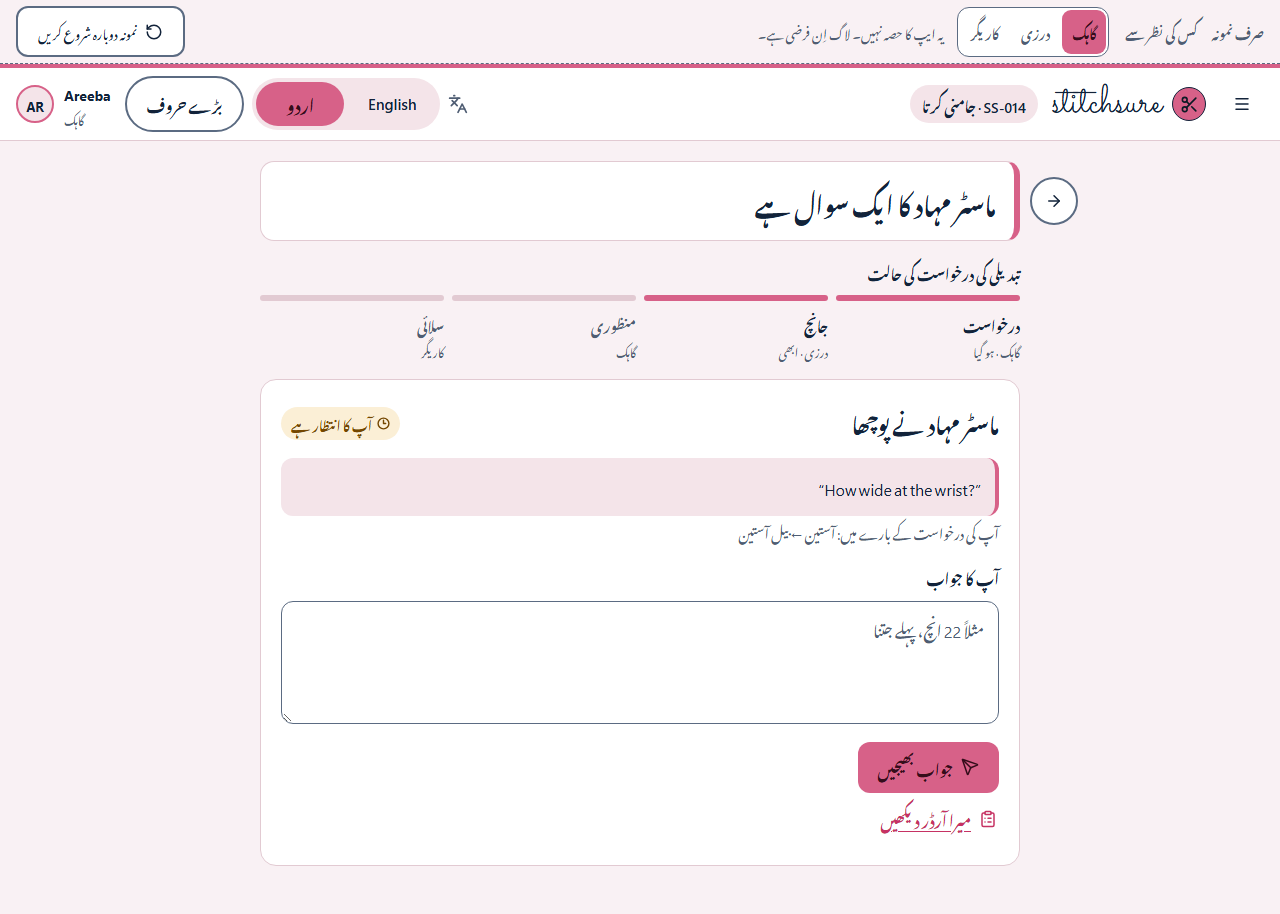 صرف نمونہ کس کی نظر سے گاہک درزی کاریگر یہ ایپ کا حصہ نہیں۔ لاگ اِن فرضی ہے۔ نمونہ دوبارہ شروع کریں
stitchsure SS-014 · جامنی کُرتا English اردو بڑے حروف Areeba AR
گاہک
ماسٹر مہاد کا ایک سوال ہے
تبدیلی کی درخواست کی حالت
درخواست جانچ منظوری سلائی
گاہک · ہو گیا درزی · ابھی گاہک کاریگر
ماسٹر مہاد نے پوچھا آپ کا انتظار ہے
“How wide at the wrist?”
آپ کی درخواست کے بارے میں: آستین ← بیل آستین
آپ کا جواب
مثلاً 22 انچ، پہلے جتنا
جواب بھیجیں
میرا آرڈر دیکھیں